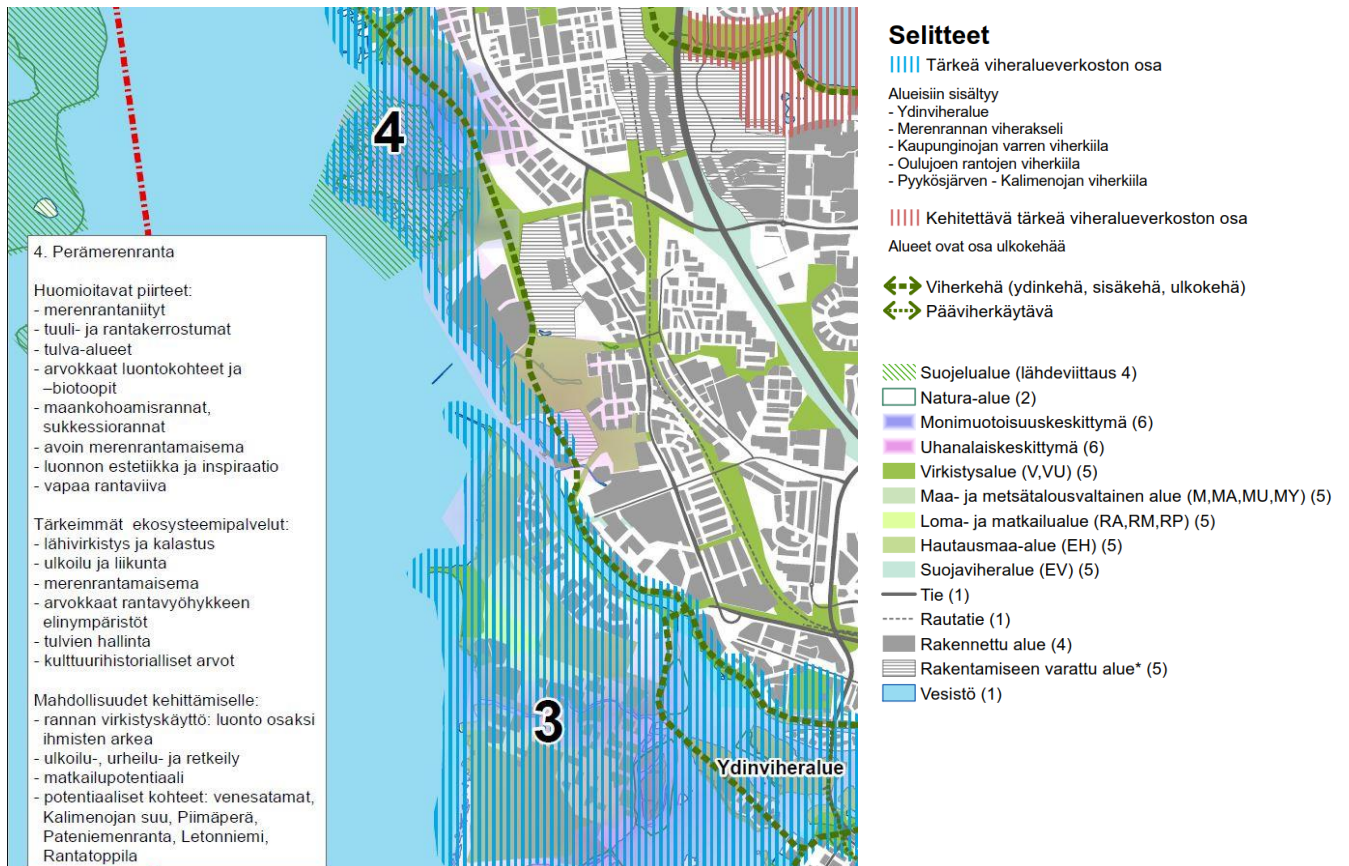 4
4. Perämerenranta
Huomioitavat piirteet:
- merenrantaniityt
- tuuli- ja rantakerrostumat
- tulva-alueet
- arvokkaat luontokohteet ja
–biotoopit
- maankohoamisrannat,
sukkessiorannat
- avoin merenrantamaisema
- luonnon estetiikka ja inspiraatio
- vapaa rantaviiva
Tärkeimmät ekosysteemipalvelut:
- lähivirkistys ja kalastus
- ulkoilu ja liikunta
- merenrantamaisema
- arvokkaat rantavyöhykkeen
elinympäristöt
- tulvien hallinta
- kulttuurihistorialliset arvot
Mahdollisuudet kehittämiselle:
- rannan virkistyskäyttö: luonto osaksi
ihmisten arkea
- ulkoilu-, urheilu- ja retkeily
- matkailupotentiaali
- potentiaaliset kohteet: venesatamat,
Kalimenojan suu, Piimäperä,
Pateniemenranta, Letonniemi,
Rantatoppila
3
Ydinviheralue
Selitteet
Tärkeä viheralueverkoston osa
Alueisiin sisältyy
- Ydinviheralue
- Merenrannan viherakseli
- Kaupunginojan varren viherkiila
- Oulujoen rantojen viherkiila
- Pyykösjärven - Kalimenojan viherkiila
Kehitettävä tärkeä viheralueverkoston osa
Alueet ovat osa ulkokehää
Viherkehä (ydinkehä, sisäkehä, ulkokehä)
Pääviherkäytävä
Suojelualue (lähdeviittaus 4)
Natura-alue (2)
Monimuotoisuuskeskittymä (6)
Uhanalaiskeskittymä (6)
Virkistysalue (V,VU) (5)
Maa- ja metsätalousvaltainen alue (M,MA,MU,MY) (5)
Loma- ja matkailualue (RA,RM,RP) (5)
Hautausmaa-alue (EH) (5)
Suojaviheralue (EV) (5)
Tie (1)
Rautatie (1)
Rakennettu alue (4)
Rakentamiseen varattu alue* (5)
Vesistö (1)